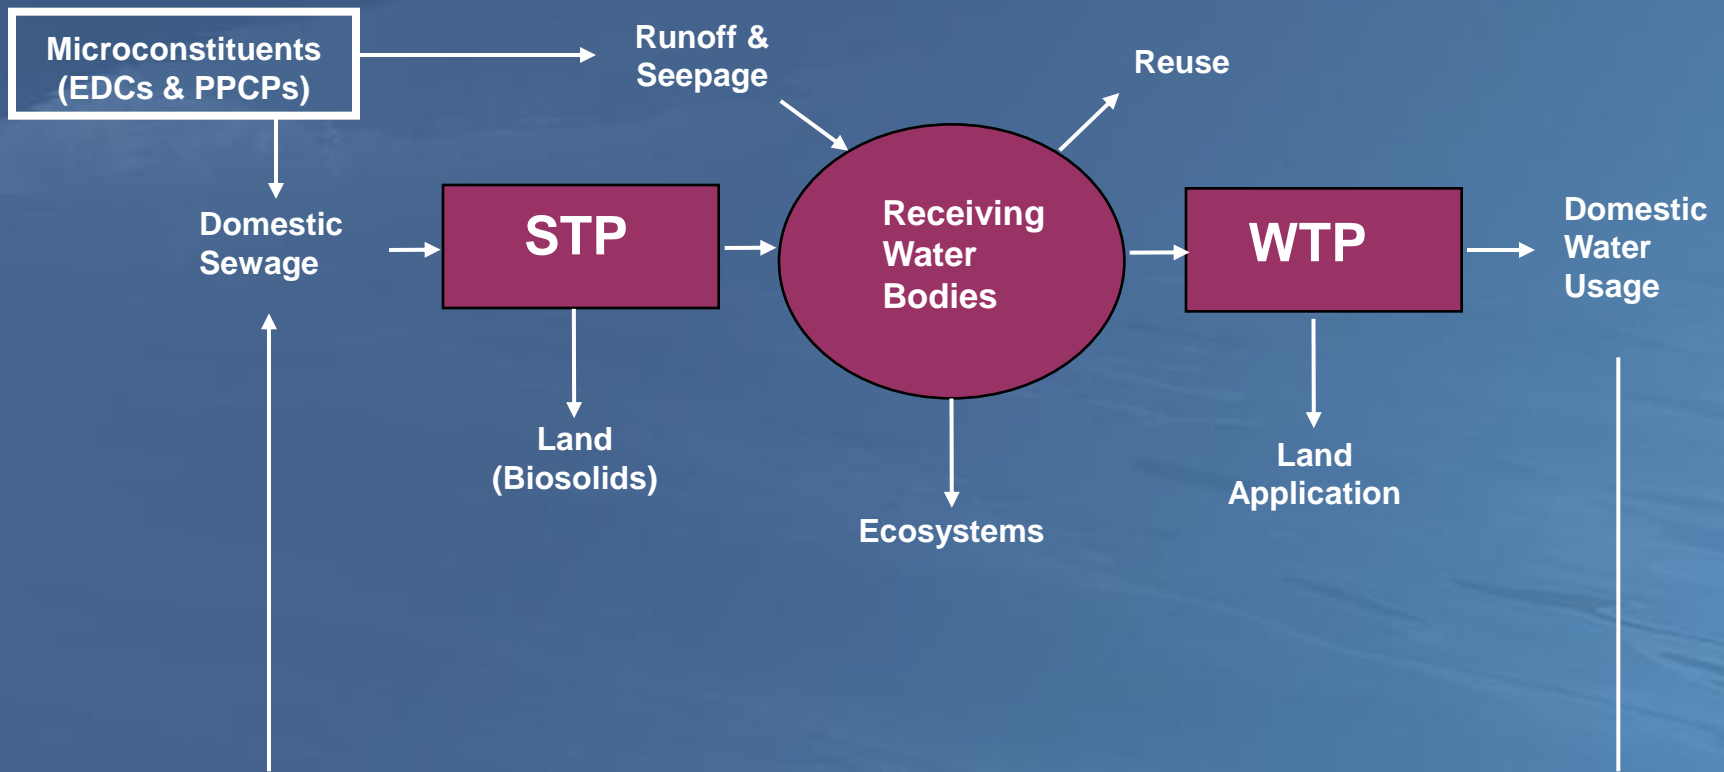 Microconstituents
(EDCs & PPCPs)
Runoff &
Seepage
Reuse
Domestic
Sewage
STP
Receiving
Water
Bodies
WTP
Domestic
Water
Usage
Land
(Biosolids)
Ecosystems
Land
Application